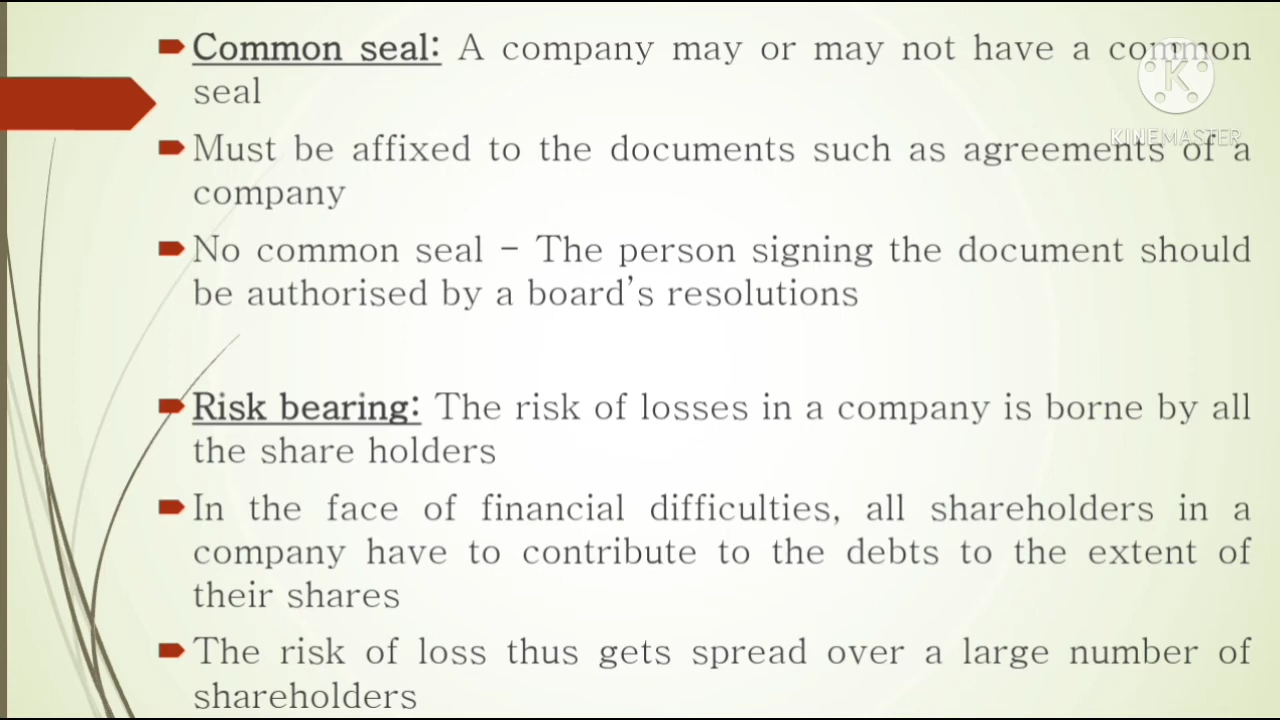 Common seal: A company may or may not have a common
seal
K
KINEMASTER
Must be affixed to the documents such as agreements of a
company
No common seal – The person signing the document should
be authorised by a board's resolutions
Risk bearing: The risk of losses in a company is borne by all
the share holders
In the face of financial difficulties, all shareholders in a
company have to contribute to the debts to the extent of
their shares
The risk of loss thus gets spread over a large number of
shareholders